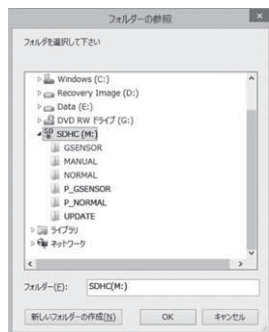 フォルダーの参照
フォルダを選択して下さい
Windows (C:)
Recovery Image (D:)
Data (E:)
DVD RW ドライブ (G:)
SDHC (M:)
GSENSOR
MANUAL
NORMAL
P_GSENSOR
P_NORMAL
UPDATE
ライブラリ
ネットワーク
フォルダー(F): SDHC(M:)
新しいフォルダーの作成(N) OK キャンセル